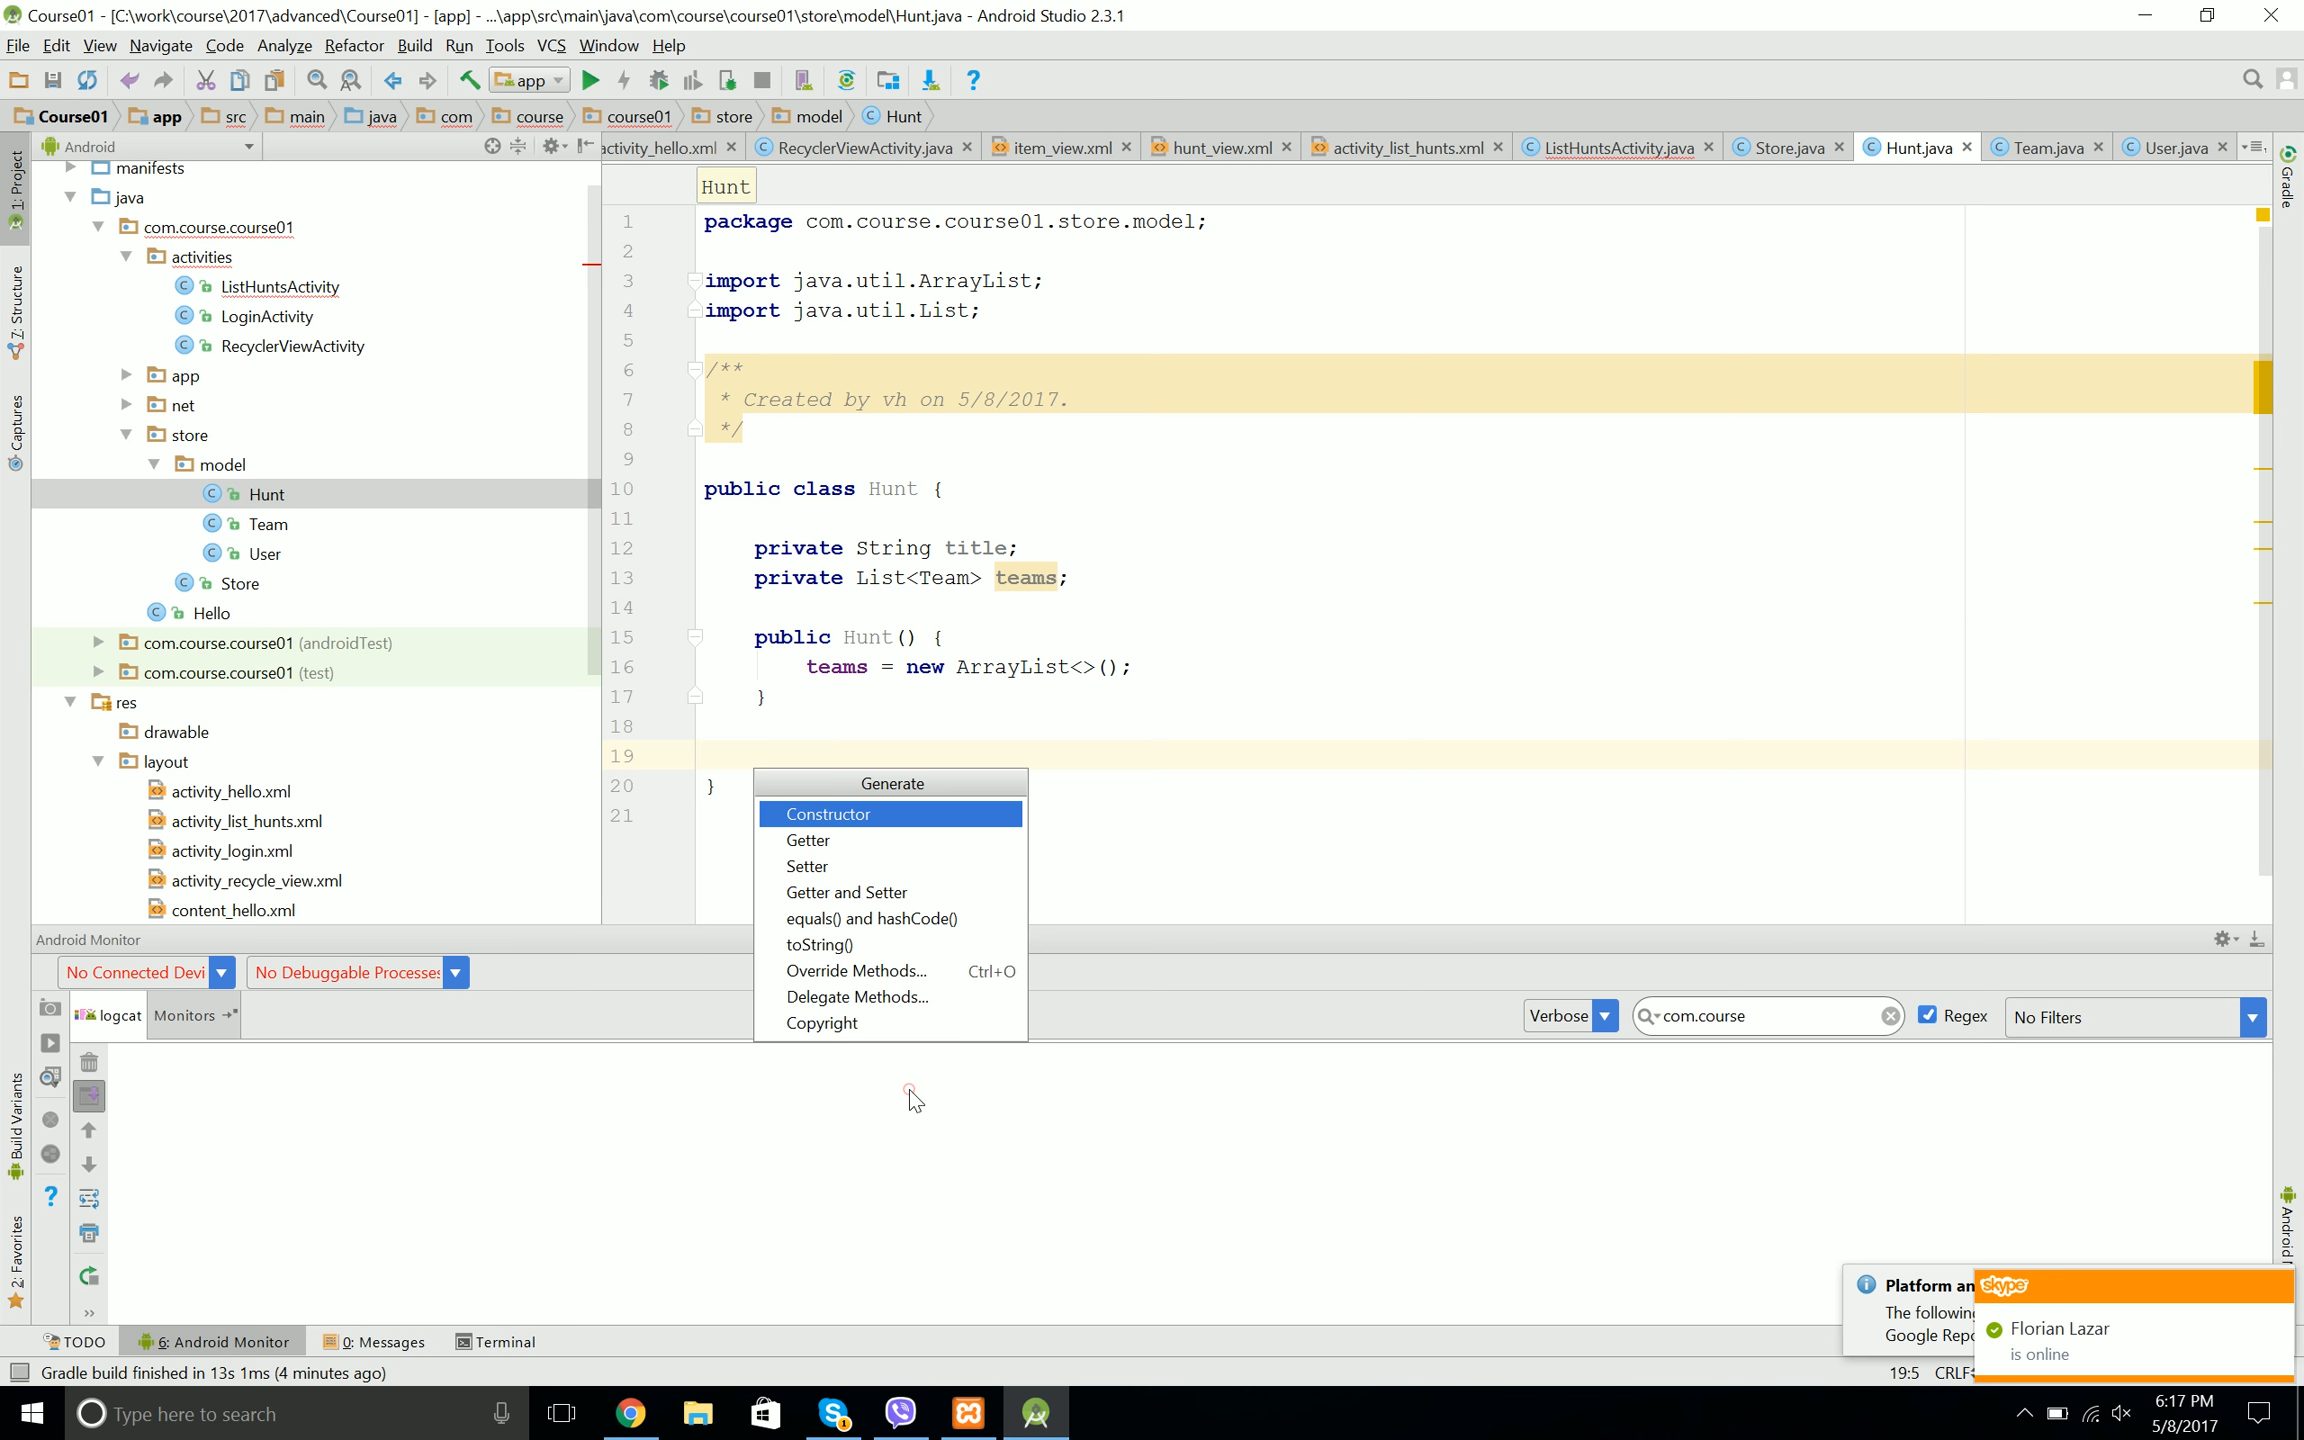 Course01 - [C:\work\course\2017\advanced\Course01] - [app] - ...\app\src\main\java\com\course\course01\store\model\Hunt.java - Android Studio 2.3.1
File Edit View Navigate Code Analyze Refactor Build Run Tools VCS Window Help
app
Course01 app src main java com course course01 store model Hunt
Android
activity_hello.xml RecyclerViewActivity.java item_view.xml hunt_view.xml activity_list_hunts.xml ListHuntsActivity.java Store.java Hunt.java Team.java User.java
1: Project
7: Structure
Captures
Build Variants
2: Favorites
Gradle
manifests
java
com.course.course01
activities
ListHuntsActivity
LoginActivity
RecyclerViewActivity
app
net
store
model
Hunt
Team
User
Store
Hello
com.course.course01 (androidTest)
com.course.course01 (test)
res
drawable
layout
activity_hello.xml
activity_list_hunts.xml
activity_login.xml
activity_recycle_view.xml
content_hello.xml
Hunt
1 package com.course.course01.store.model;
2
3 import java.util.ArrayList;
4 import java.util.List;
5
6 /**
7 * Created by vh on 5/8/2017.
8 */
9
10 public class Hunt {
11
12 private String title;
13 private List<Team> teams;
14
15 public Hunt() {
16 teams = new ArrayList<>();
17 }
18
19
20 }
21
Generate
Constructor
Getter
Setter
Getter and Setter
equals() and hashCode()
toString()
Override Methods... Ctrl+O
Delegate Methods...
Copyright
Android Monitor
No Connected Devi No Debuggable Processes
logcat Monitors
Verbose com.course Regex No Filters
Android
Platform an
The following
Google Repo
skype
Florian Lazar
is online
TODO 6: Android Monitor 0: Messages Terminal
Gradle build finished in 13s 1ms (4 minutes ago)
19:5 CRLF
Type here to search
1
6:17 PM
5/8/2017